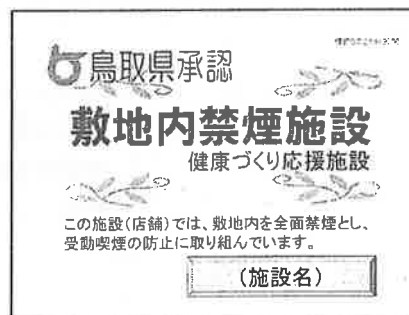 鳥取県承認
敷地内禁煙施設
健康づくり応援施設
この施設(店舗)では、敷地内を全面禁煙とし、
受動喫煙の防止に取り組んでいます。
(施設名)